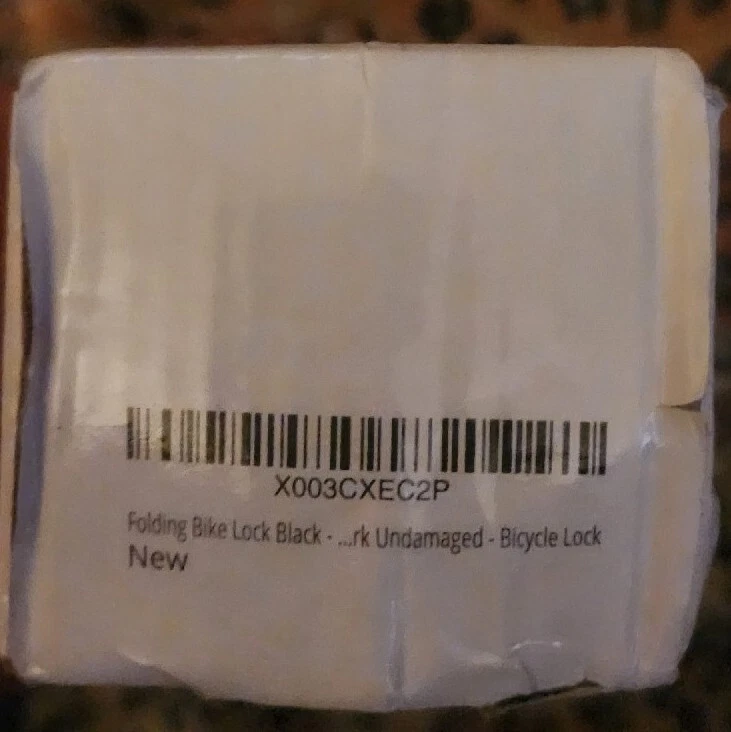 X003CXEC2P
Folding Bike Lock Black - ...rk Undamaged - Bicycle Lock
New